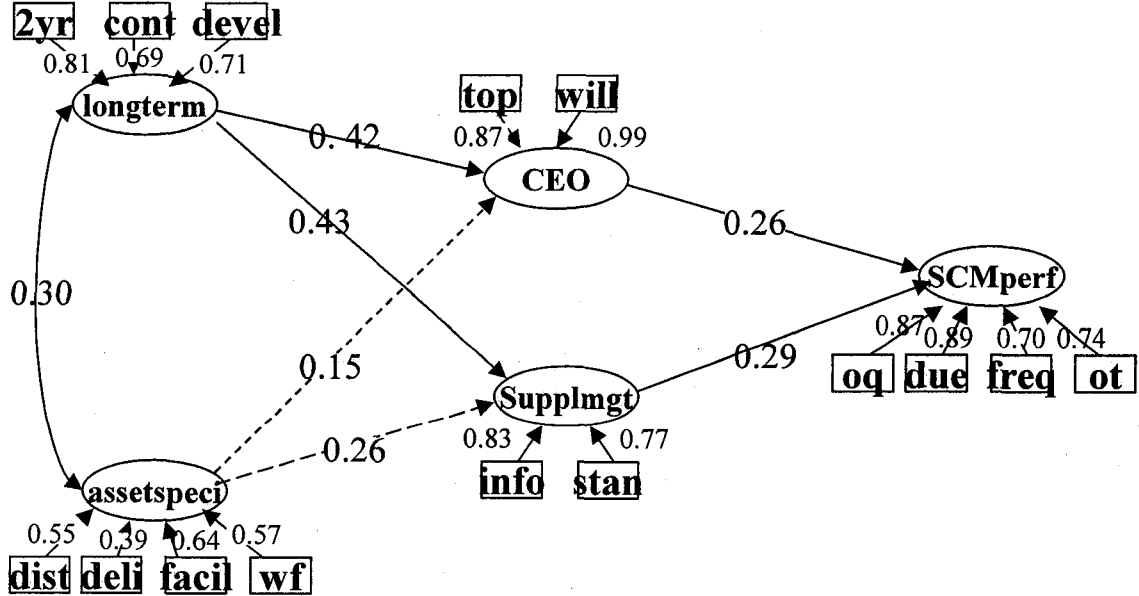 2yr cont devel
0.81 0.69 0.71
longterm
top will
0.87 0.99
0. 42
CEO
0.43
0.26
SCMperf
0.30
0.87 0.89 0.70 0.74
0.15
0.29
oq due freq ot
Supplmgt
0.26
0.83 0.77
info stan
assetspeci
0.55 0.39 0.64 0.57
dist deli facil wf